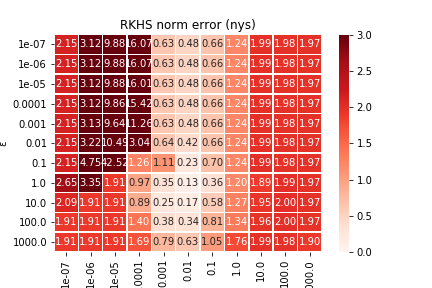 RKHS norm error (nys)
1e-07 2.15 3.12 9.88 16.07 0.63 0.48 0.66 1.24 1.99 1.98 1.97
1e-06 2.15 3.12 9.88 16.07 0.63 0.48 0.66 1.24 1.99 1.98 1.97
1e-05 2.15 3.12 9.88 16.01 0.63 0.48 0.66 1.24 1.99 1.98 1.97
0.0001 2.15 3.12 9.86 15.42 0.63 0.48 0.66 1.24 1.99 1.98 1.97
0.001 2.15 3.13 9.64 11.26 0.63 0.48 0.66 1.24 1.99 1.98 1.97
0.01 2.15 3.22 10.49 3.04 0.64 0.42 0.66 1.24 1.99 1.98 1.97
0.1 2.15 4.75 42.52 1.26 1.11 0.23 0.70 1.24 1.99 1.98 1.97
1.0 2.65 3.35 1.91 0.97 0.35 0.13 0.36 1.20 1.89 1.99 1.97
10.0 2.09 1.91 1.91 0.89 0.25 0.17 0.58 1.27 1.95 2.00 1.97
100.0 1.91 1.91 1.91 1.40 0.38 0.34 0.81 1.34 1.96 2.00 1.97
1000.0 1.91 1.91 1.91 1.69 0.79 0.63 1.05 1.76 1.99 1.98 1.90
ε
1e-07 1e-06 1e-05 0001 0.001 0.01 0.1 1.0 10.0 100.0 000.0
3.0
2.5
2.0
1.5
1.0
0.5
0.0